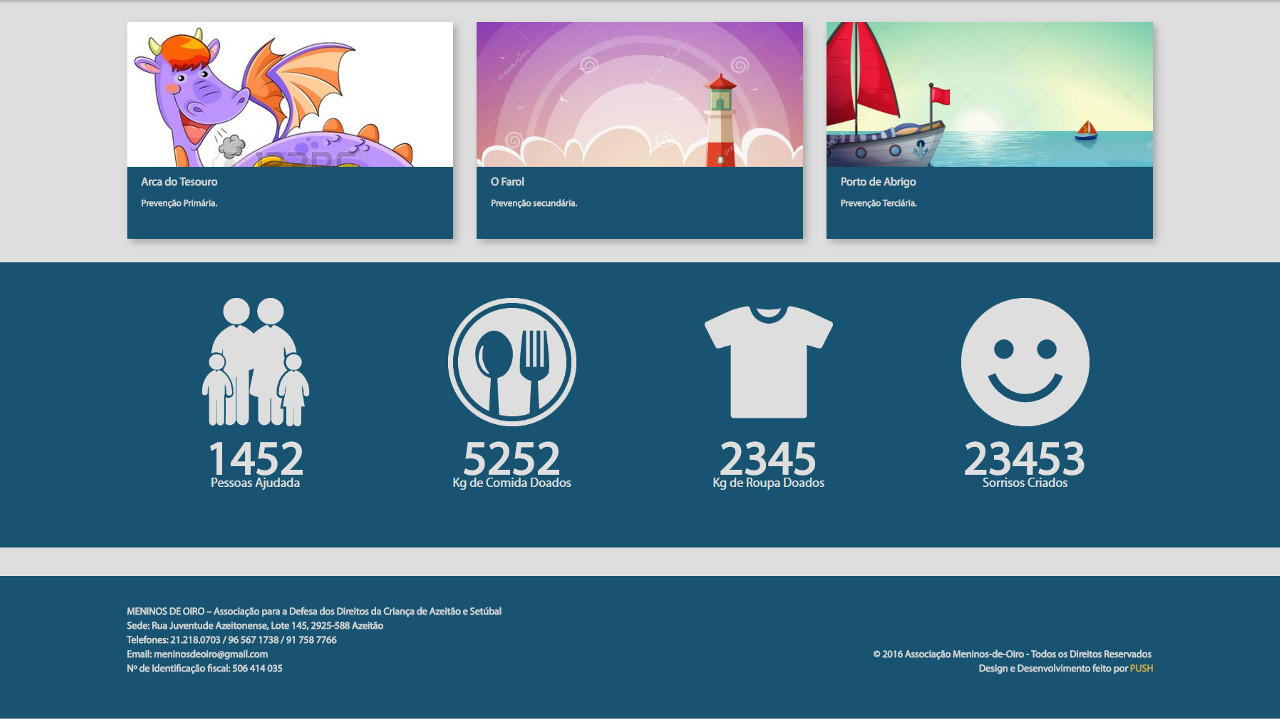 Arca do Tesouro
Prevenção Primária.
O Farol
Prevenção secundária.
Porto de Abrigo
Prevenção Terciária.
1452
Pessoas Ajudada
5252
Kg de Comida Doados
2345
Kg de Roupa Doados
23453
Sorrisos Criados
MENINOS DE OIRO – Associação para a Defesa dos Direitos da Criança de Azeitão e Setúbal
Sede: Rua Juventude Azeitonense, Lote 145, 2925-588 Azeitão
Telefones: 21.218.0703 / 96 567 1738 / 91 758 7766
Email: meninosdeoiro@gmail.com
Nº de Identificação fiscal: 506 414 035
© 2016 Associação Meninos-de-Oiro - Todos os Direitos Reservados
Design e Desenvolvimento feito por PUSH